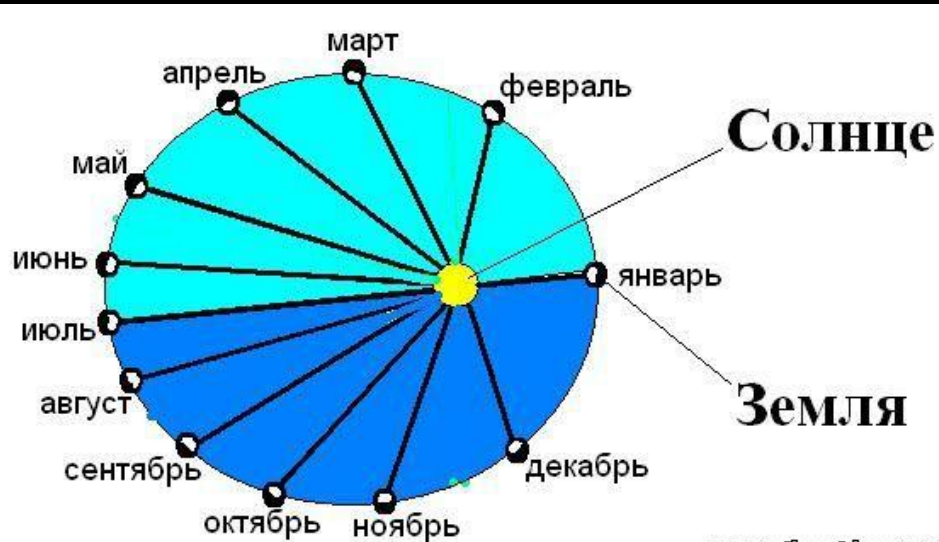 март
апрель
февраль
Солнце
май
июнь
январь
июль
август
Земля
сентябрь
декабрь
октябрь
ноябрь